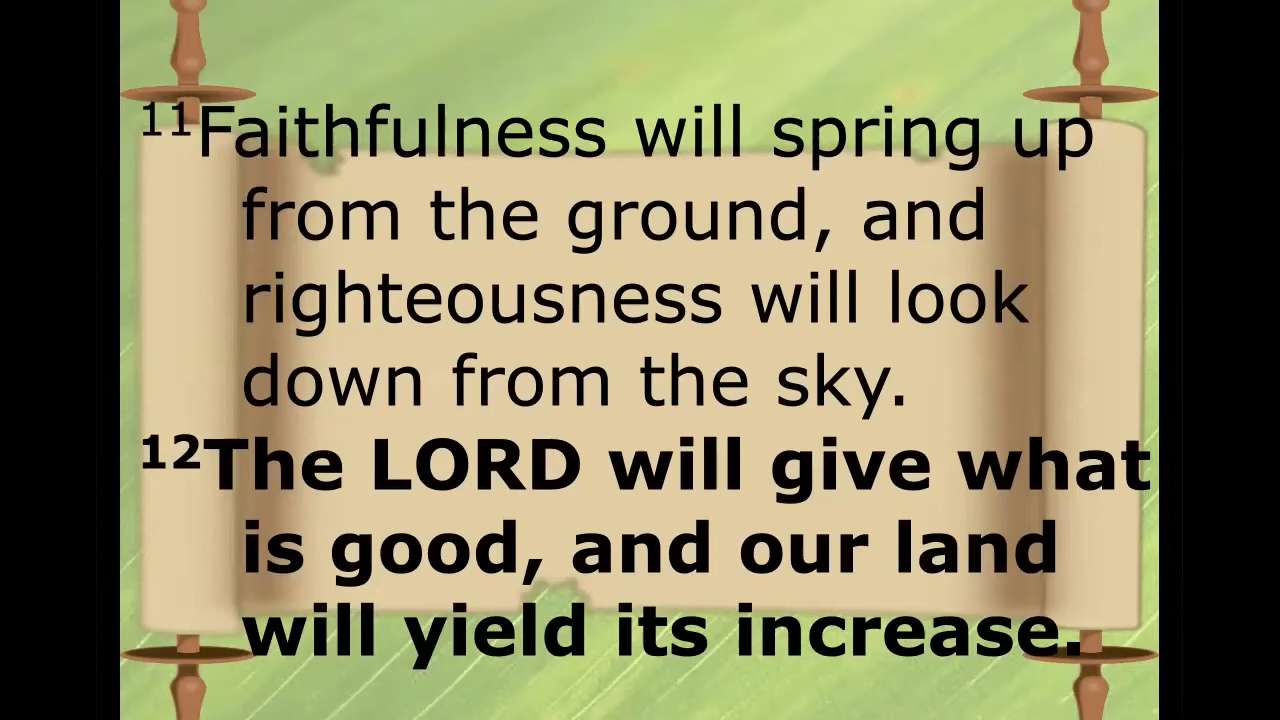 ¹¹Faithfulness will spring up
from the ground, and
righteousness will look
down from the sky.
¹²The LORD will give what
is good, and our land
will yield its increase.